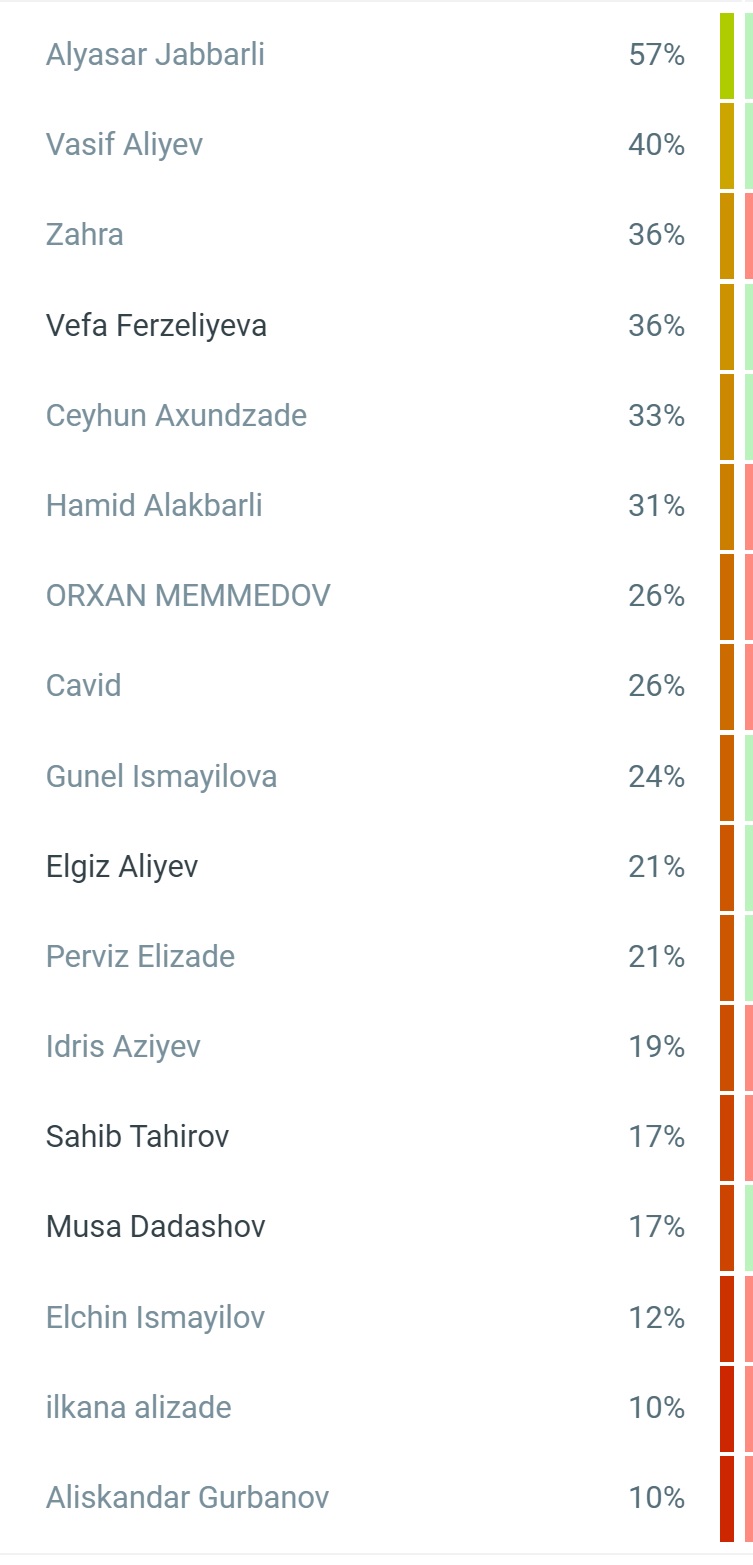 Alyasar Jabbarli 57%
Vasif Aliyev 40%
Zahra 36%
Vefa Ferzeliyeva 36%
Ceyhun Axundzade 33%
Hamid Alakbarli 31%
ORXAN MEMMEDOV 26%
Cavid 26%
Gunel Ismayilova 24%
Elgiz Aliyev 21%
Perviz Elizade 21%
Idris Aziyev 19%
Sahib Tahirov 17%
Musa Dadashov 17%
Elchin Ismayilov 12%
ilkana alizade 10%
Aliskandar Gurbanov 10%